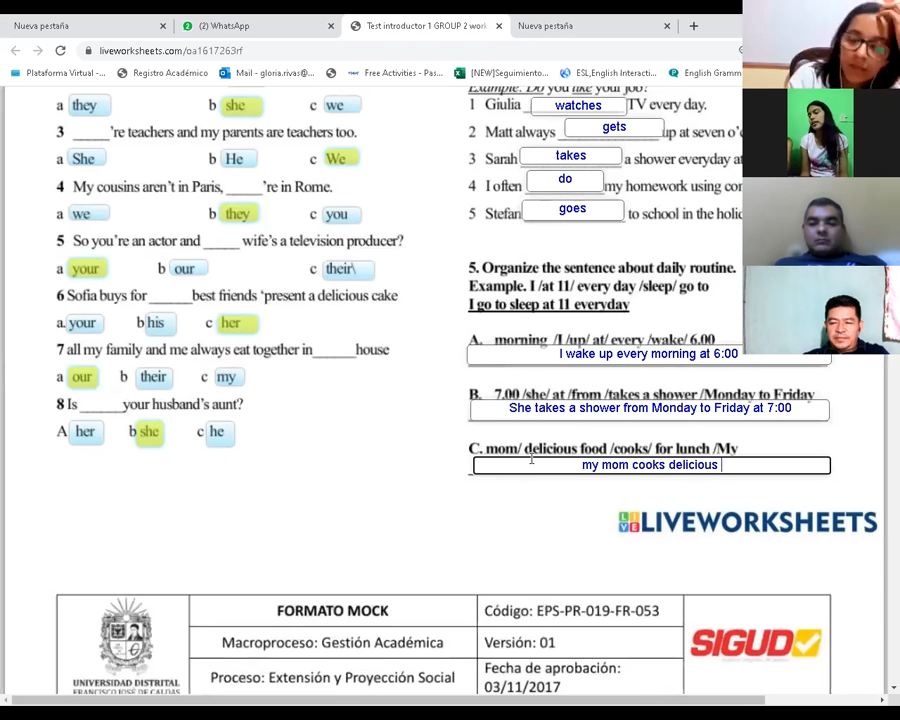 Nueva pestaña
(2) WhatsApp
Test introductor 1 GROUP 2 work
Nueva pestaña
liveworksheets.com/oa1617263rf
Plataforma Virtual -...
Registro Académico
Mail - gloria.rivas@...
Free Activities - Pas...
[NEW]Seguimiento...
ESL,English Interacti...
English Gramma
a they b she c we
3 _____'re teachers and my parents are teachers too.
a She b He c We
4 My cousins aren't in Paris, _____'re in Rome.
a we b they c you
5 So you're an actor and _____ wife's a television producer?
a your b our c their\
6 Sofia buys for ______best friends 'present a delicious cake
a.your b his c her
7 all my family and me always eat together in______house
a our b their c my
8 Is ______your husband's aunt?
A her b she c he
Example: Do you like your job?
1 Giulia watches TV every day.
2 Matt always gets up at seven o'c
3 Sarah takes a shower everyday at
4 I often do my homework using con
5 Stefan goes to school in the holic
5. Organize the sentence about daily routine.
Example. I /at 11/ every day /sleep/ go to
I go to sleep at 11 everyday
A. morning /I /up/ at/ every /wake/ 6.00
I wake up every morning at 6:00
B. 7.00 /she/ at /from /takes a shower /Monday to Friday
She takes a shower from Monday to Friday at 7:00
C. mom/ delicious food /cooks/ for lunch /My
my mom cooks delicious
LIVE LIVEWORKSHEETS
UNIVERSIDAD DISTRITAL
FRANCISCO JOSÉ DE CALDAS
FORMATO MOCK
Macroproceso: Gestión Académica
Proceso: Extensión y Proyección Social
Código: EPS-PR-019-FR-053
Versión: 01
Fecha de aprobación:
03/11/2017
SIGUD